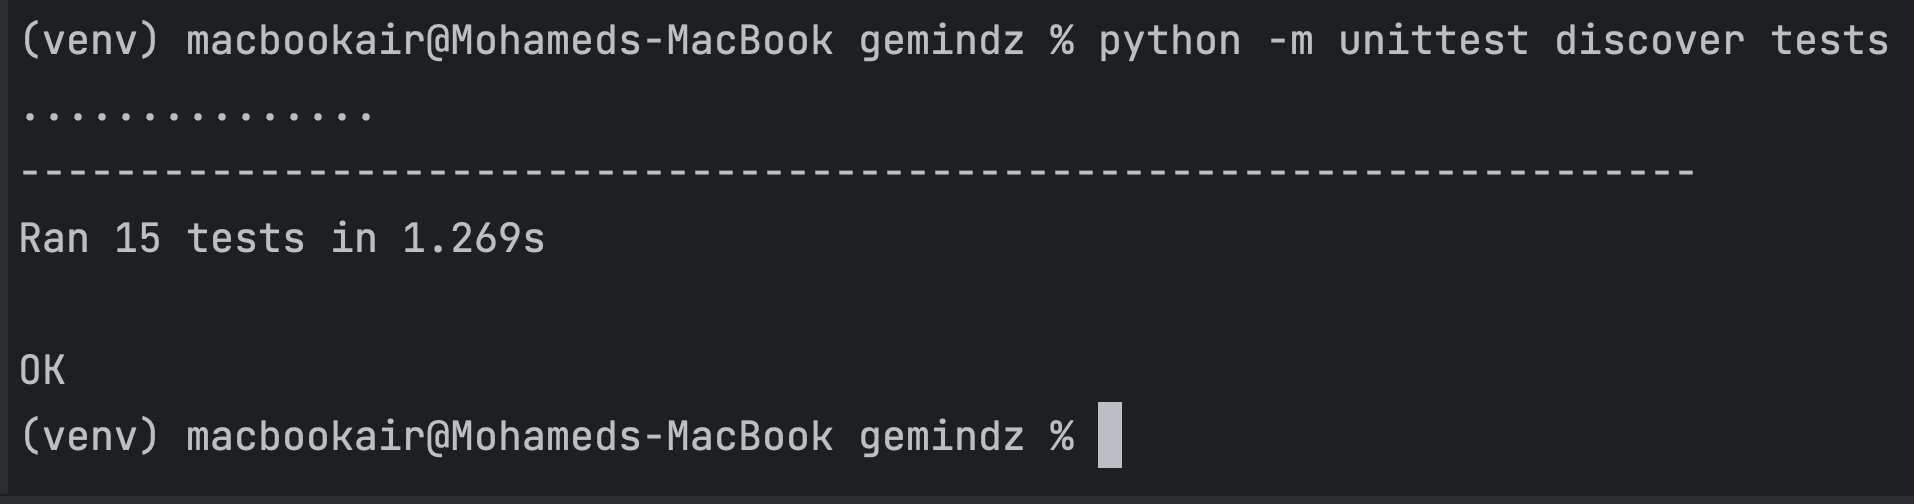 (venv) macbookair@Mohameds-MacBook gemindz % python -m unittest discover tests
...............
----------------------------------------------------------------------
Ran 15 tests in 1.269s
OK
(venv) macbookair@Mohameds-MacBook gemindz %